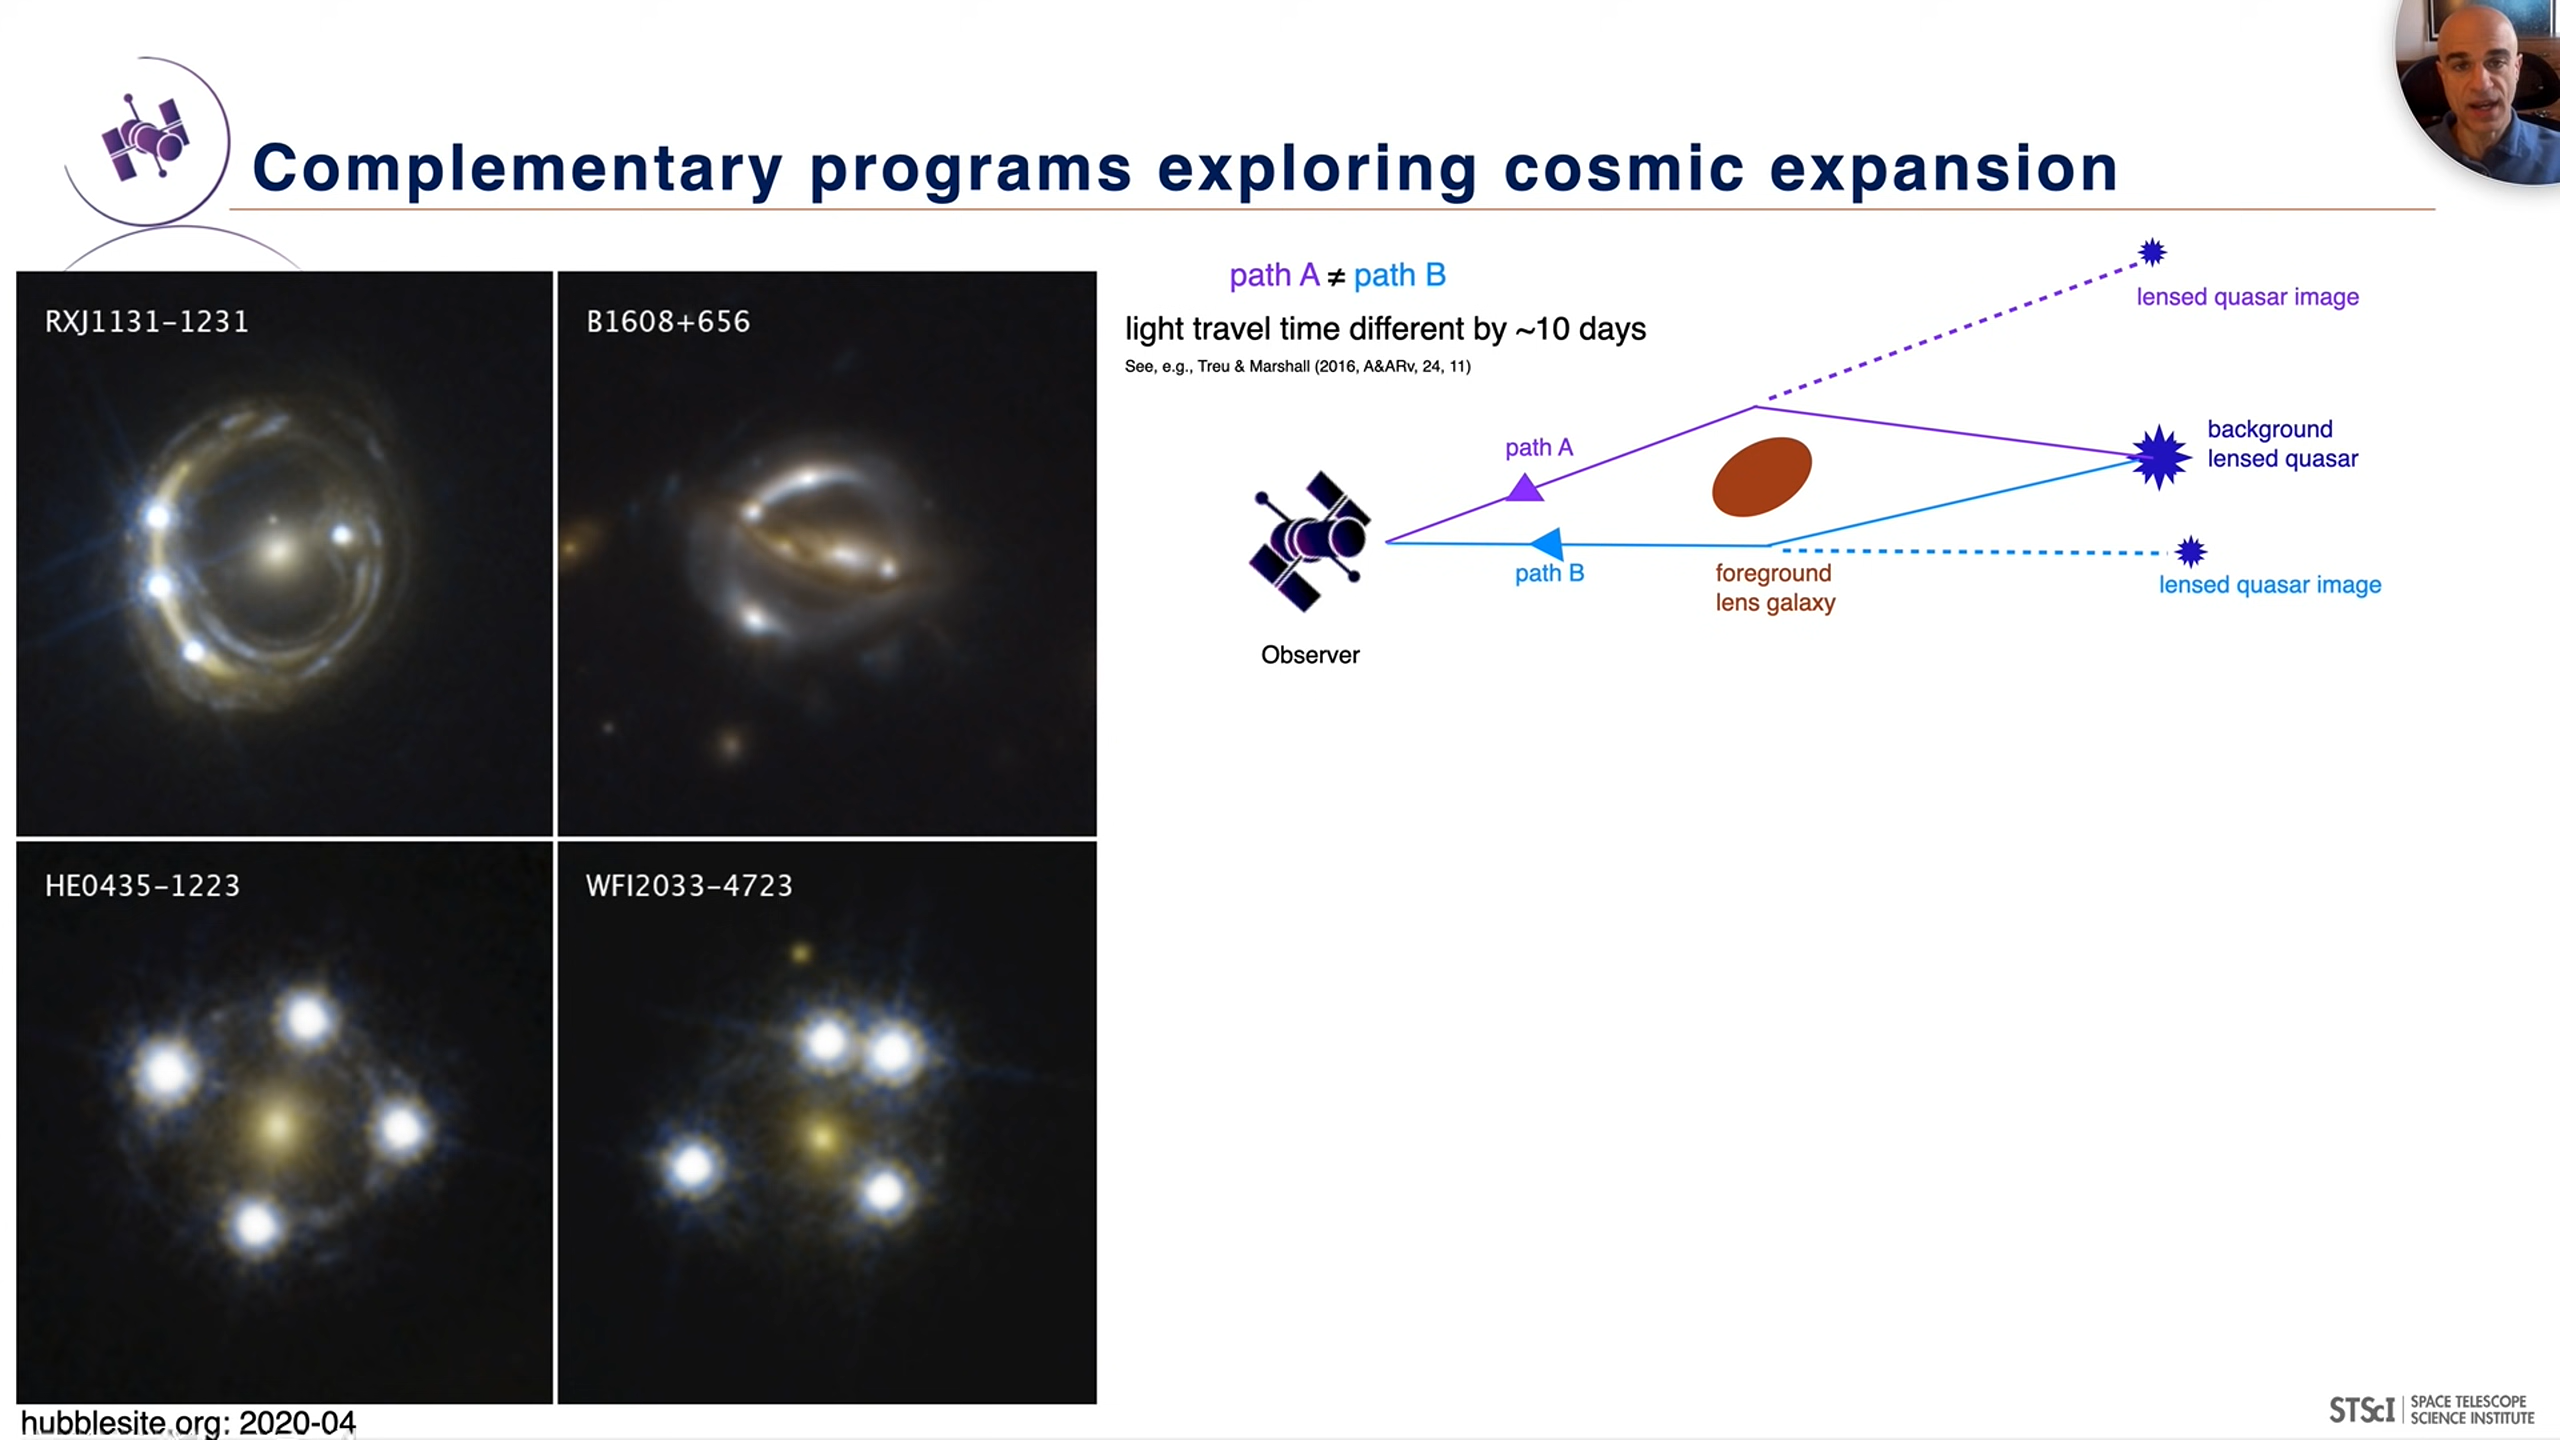 Complementary programs exploring cosmic expansion
RXJ1131-1231
B1608+656
HE0435-1223
WFI2033-4723
hubblesite.org: 2020-04
path A ≠ path B
light travel time different by ~10 days
See, e.g., Treu & Marshall (2016, A&ARv, 24, 11)
lensed quasar image
background
lensed quasar
path A
path B
foreground
lens galaxy
lensed quasar image
Observer
STScI
SPACE TELESCOPE
SCIENCE INSTITUTE